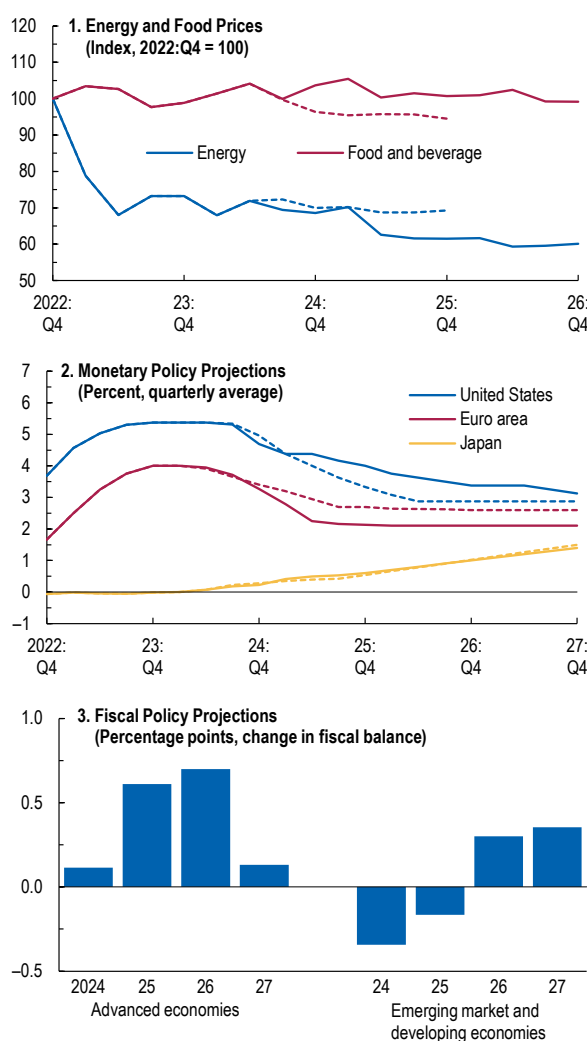 1. Energy and Food Prices
(Index, 2022:Q4 = 100)
120
110
100
90
80
70
60
50
Energy
Food and beverage
2022:
Q4
23:
Q4
24:
Q4
25:
Q4
26:
Q4
2. Monetary Policy Projections
(Percent, quarterly average)
7
6
5
4
3
2
1
0
–1
United States
Euro area
Japan
2022:
Q4
23:
Q4
24:
Q4
25:
Q4
26:
Q4
27:
Q4
3. Fiscal Policy Projections
(Percentage points, change in fiscal balance)
1.0
0.5
0.0
–0.5
2024 25 26 27 24 25 26 27
Advanced economies
Emerging market and
developing economies